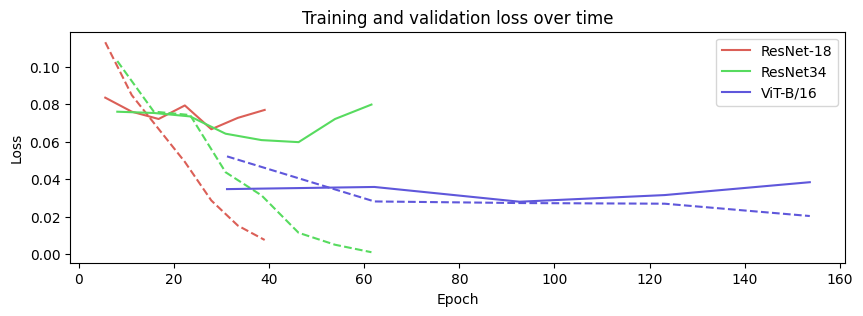 Training and validation loss over time
ResNet-18
ResNet34
ViT-B/16
Loss
0.10
0.08
0.06
0.04
0.02
0.00
0 20 40 60 80 100 120 140 160
Epoch